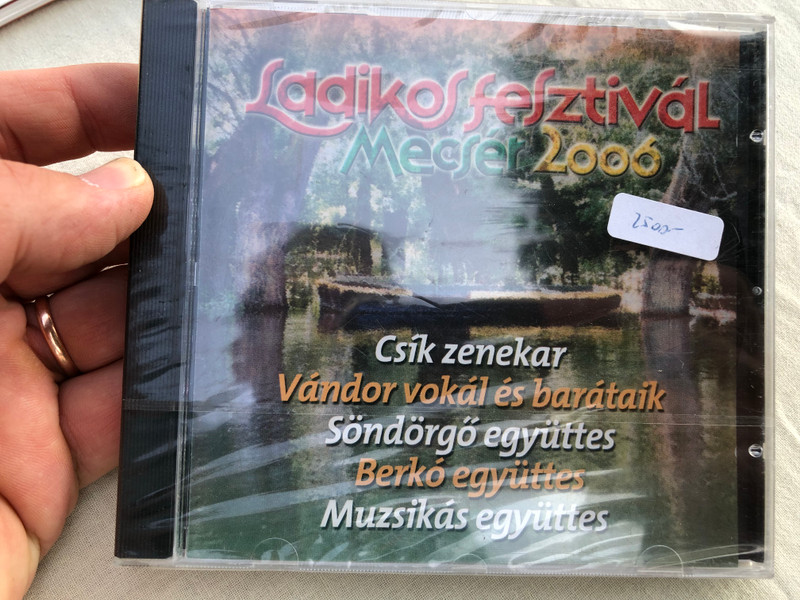 Ladikos fesztivál
Mecsér 2006
2500-
Csík zenekar
Vándor vokál és barátaik
Söndörgő együttes
Berkó együttes
Muzsikás együttes